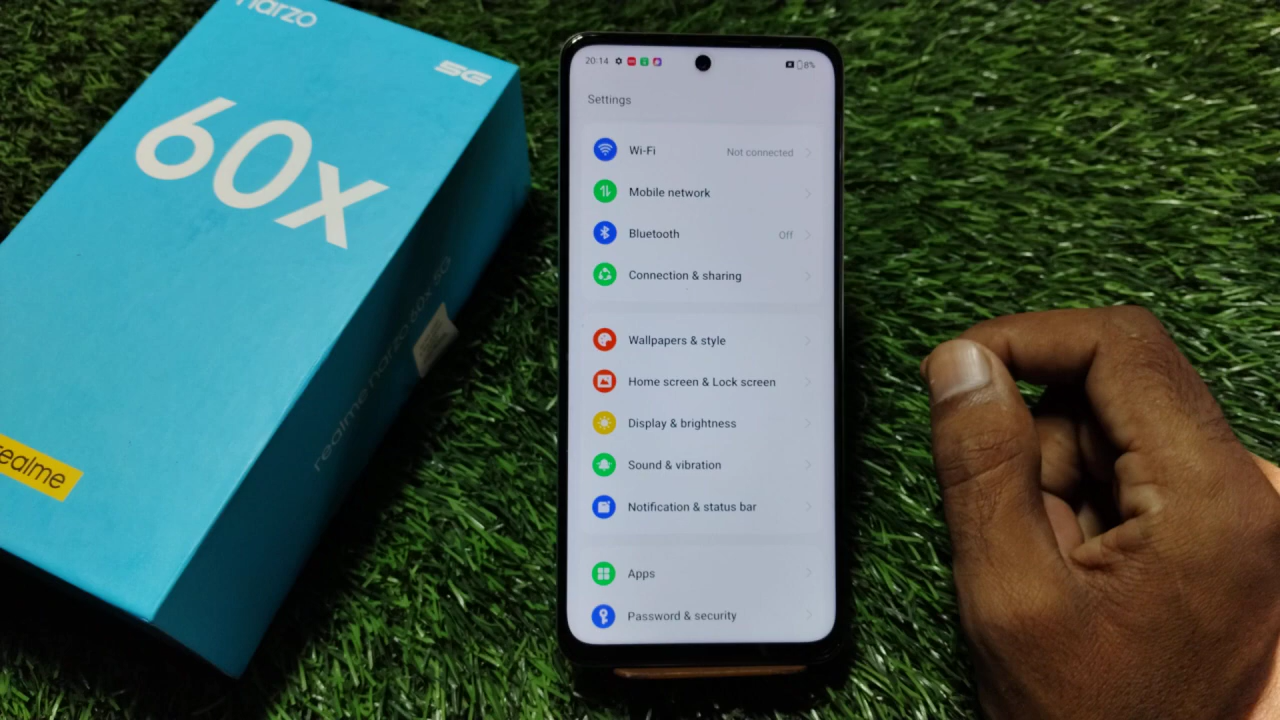 narzo
5G
60x
realme narzo 60x 5G
realme
20:14
8%
Settings
Wi-Fi Not connected
Mobile network
Bluetooth Off
Connection & sharing
Wallpapers & style
Home screen & Lock screen
Display & brightness
Sound & vibration
Notification & status bar
Apps
Password & security